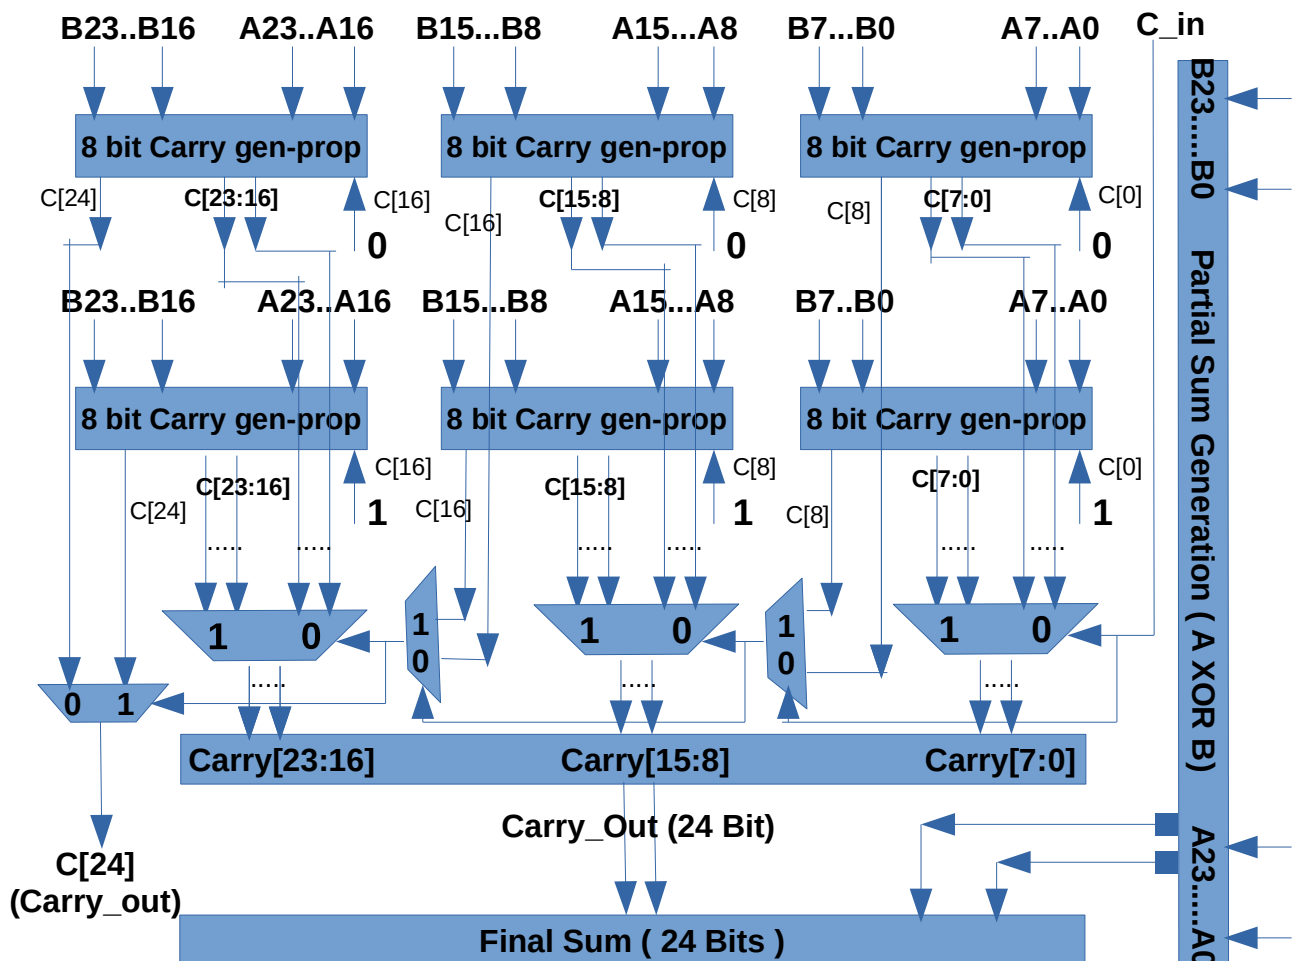 B23..B16 A23..A16 B15...B8 A15...A8 B7...B0 A7..A0 C_in
8 bit Carry gen-prop 8 bit Carry gen-prop 8 bit Carry gen-prop
C[24] C[23:16] C[16] C[16] C[15:8] C[8] C[8] C[7:0] C[0]
0 0 0
B23..B16 A23..A16 B15...B8 A15...A8 B7..B0 A7..A0
8 bit Carry gen-prop 8 bit Carry gen-prop 8 bit Carry gen-prop
C[24] C[23:16] C[16] C[16] C[15:8] C[8] C[8] C[7:0] C[0]
1 1 1
..... ..... ..... ..... ..... .....
1 0 1 0 1 0 1 0 1 0
..... ..... .....
0 1
Carry[23:16] Carry[15:8] Carry[7:0]
Carry_Out (24 Bit)
C[24]
(Carry_out)
Final Sum ( 24 Bits )
B23.....B0 Partial Sum Generation ( A XOR B) A23.....A0